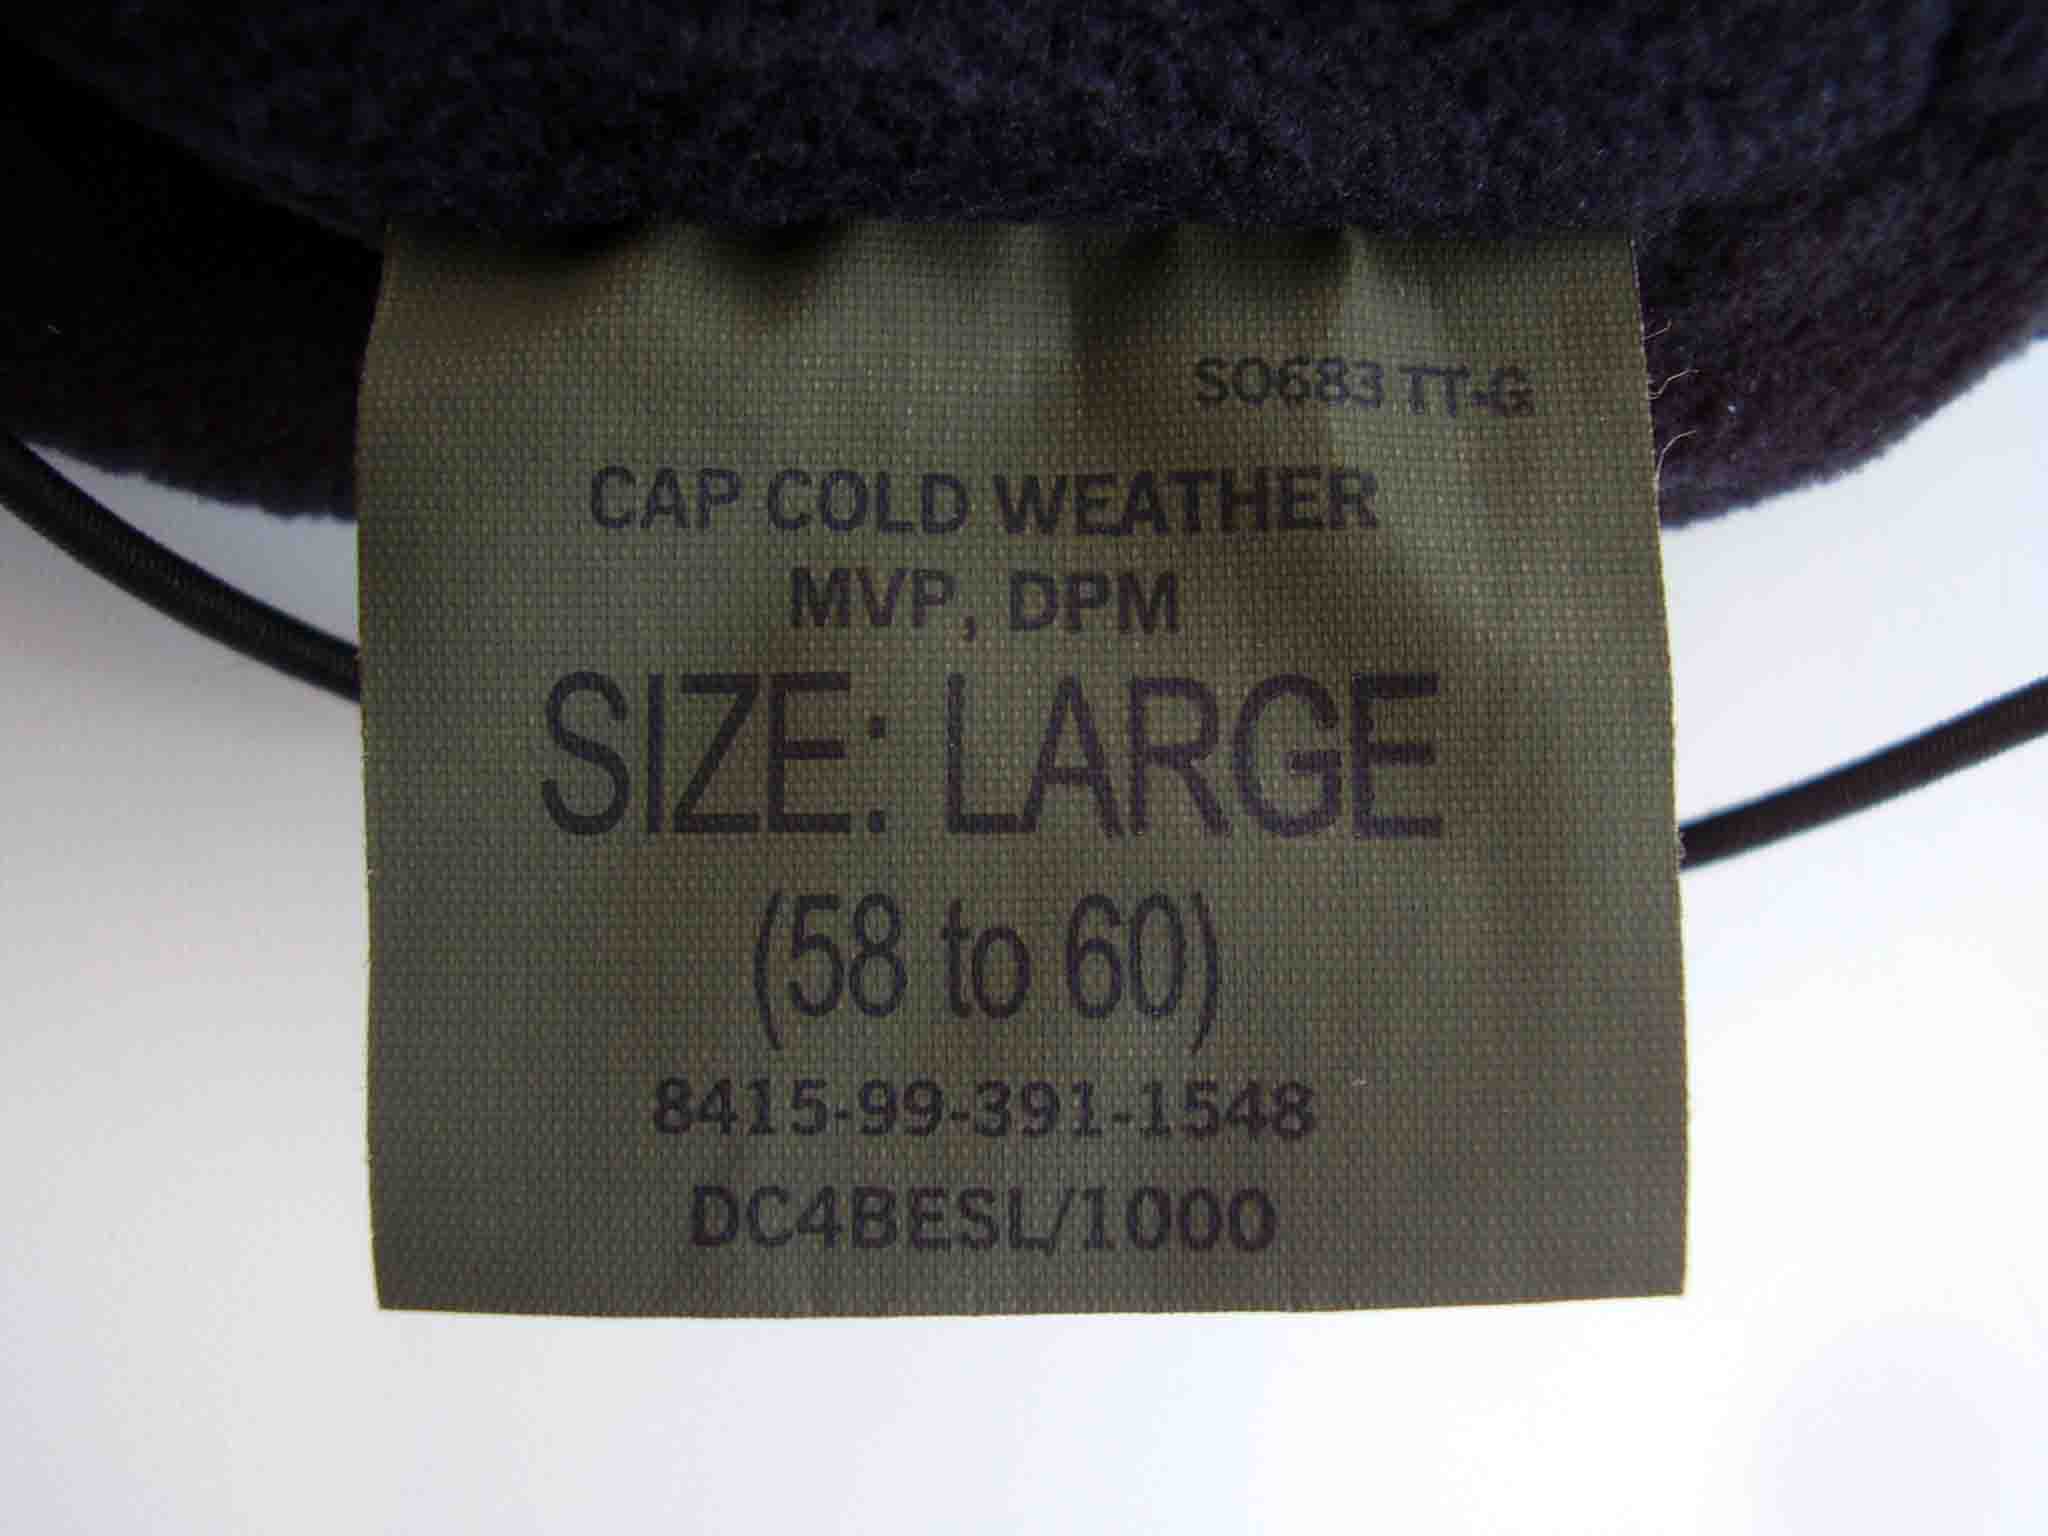 SO683 TT-G
CAP COLD WEATHER
MVP, DPM
SIZE: LARGE
(58 to 60)
8415-99-391-1548
DC4BESL/1000